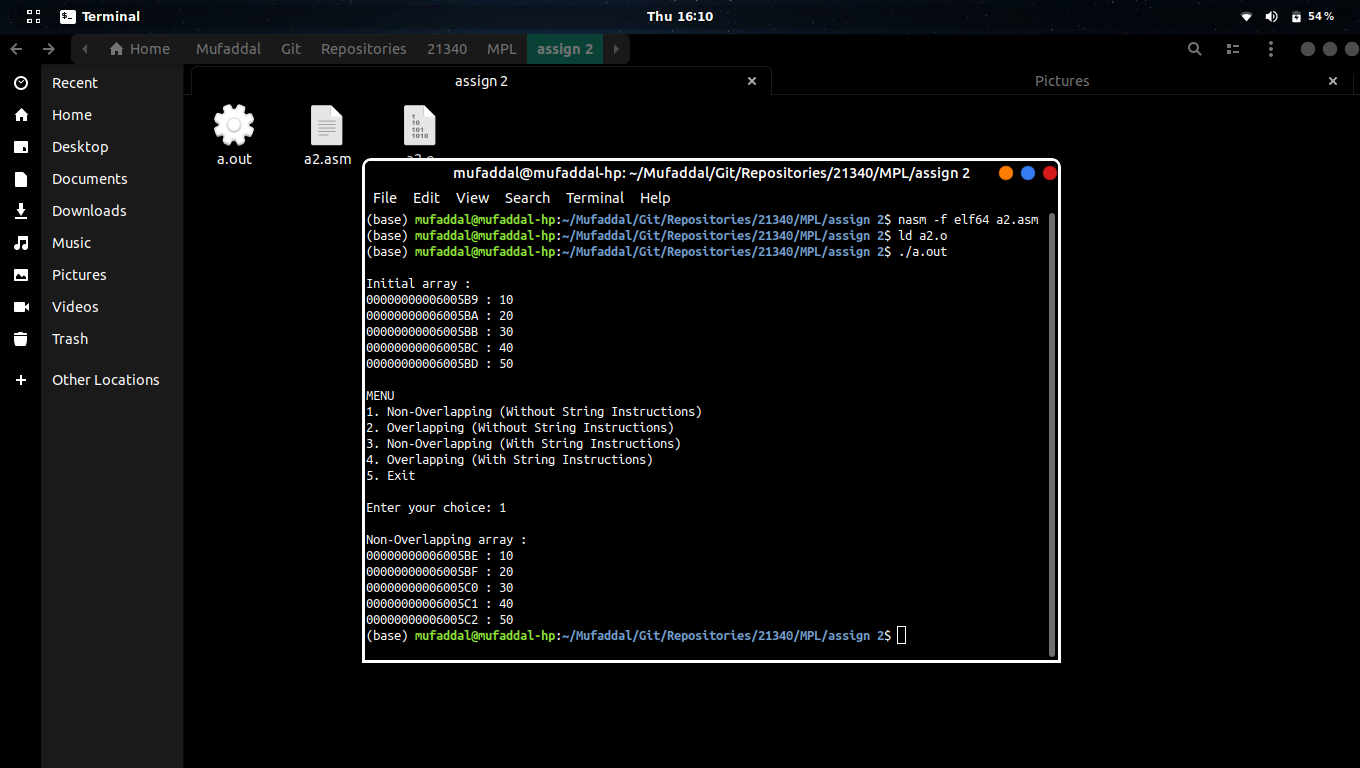 Terminal
Thu 16:10
54 %
Home Mufaddal Git Repositories 21340 MPL assign 2
Recent
Home
Desktop
Documents
Downloads
Music
Pictures
Videos
Trash
Other Locations
assign 2
Pictures
a.out a2.asm
mufaddal@mufaddal-hp: ~/Mufaddal/Git/Repositories/21340/MPL/assign 2
File Edit View Search Terminal Help
(base) mufaddal@mufaddal-hp:~/Mufaddal/Git/Repositories/21340/MPL/assign 2$ nasm -f elf64 a2.asm
(base) mufaddal@mufaddal-hp:~/Mufaddal/Git/Repositories/21340/MPL/assign 2$ ld a2.o
(base) mufaddal@mufaddal-hp:~/Mufaddal/Git/Repositories/21340/MPL/assign 2$ ./a.out
Initial array :
00000000006005B9 : 10
00000000006005BA : 20
00000000006005BB : 30
00000000006005BC : 40
00000000006005BD : 50
MENU
1. Non-Overlapping (Without String Instructions)
2. Overlapping (Without String Instructions)
3. Non-Overlapping (With String Instructions)
4. Overlapping (With String Instructions)
5. Exit
Enter your choice: 1
Non-Overlapping array :
00000000006005BE : 10
00000000006005BF : 20
00000000006005C0 : 30
00000000006005C1 : 40
00000000006005C2 : 50
(base) mufaddal@mufaddal-hp:~/Mufaddal/Git/Repositories/21340/MPL/assign 2$